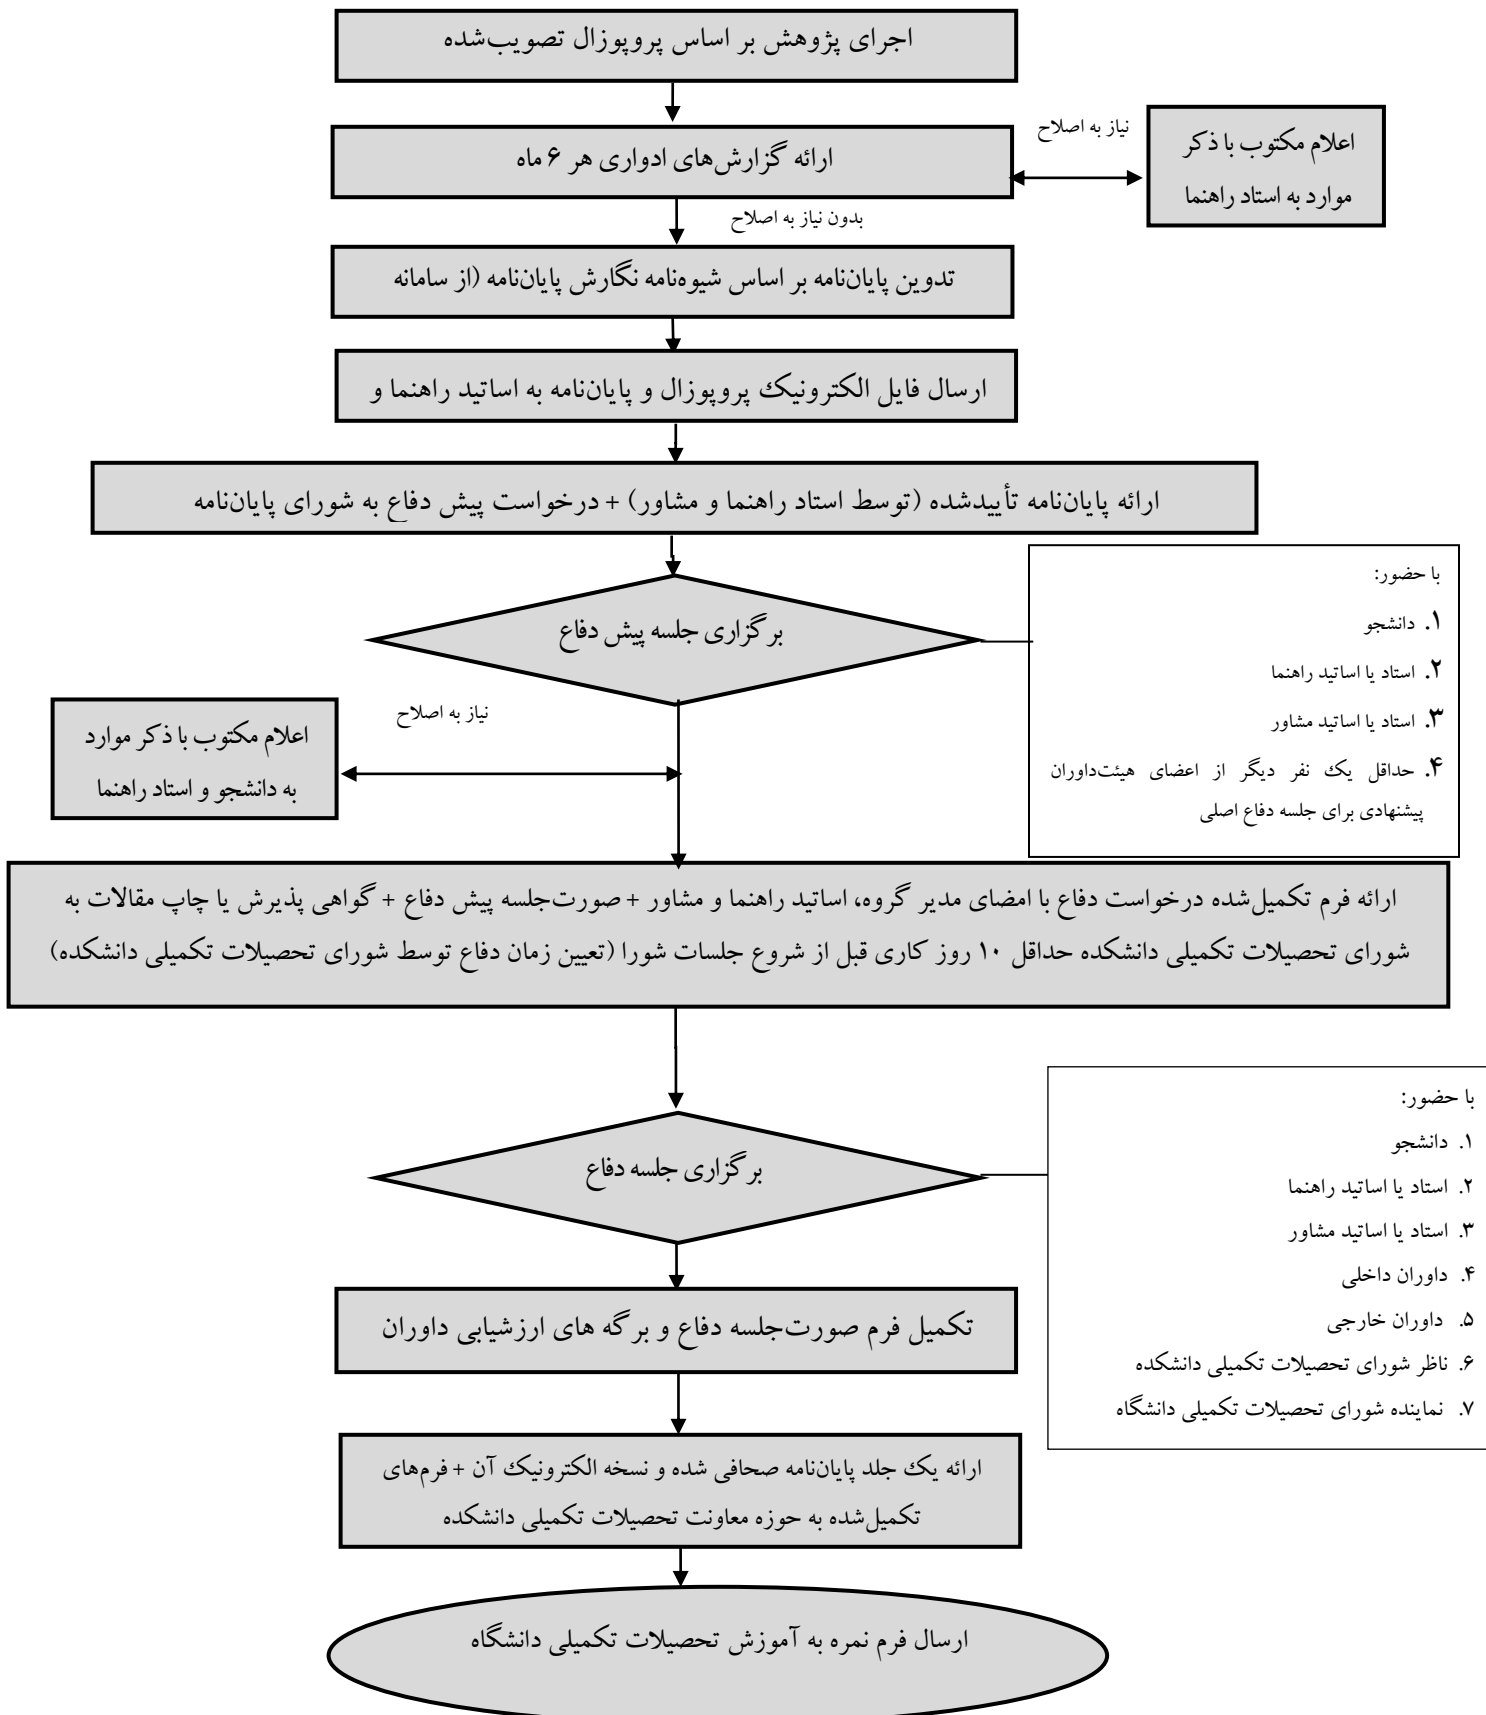 اجرای پژوهش بر اساس پروپوزال تصویب‌شده
ارائه گزارش‌های ادواری هر ۶ ماه
نیاز به اصلاح
اعلام مکتوب با ذکر
موارد به استاد راهنما
بدون نیاز به اصلاح
تدوین پایان‌نامه بر اساس شیوه‌نامه نگارش پایان‌نامه (از سامانه
ارسال فایل الکترونیک پروپوزال و پایان‌نامه به اساتید راهنما و
ارائه پایان‌نامه تأییدشده (توسط استاد راهنما و مشاور) + درخواست پیش دفاع به شورای پایان‌نامه
برگزاری جلسه پیش دفاع
با حضور:
۱. دانشجو
۲. استاد یا اساتید راهنما
۳. استاد یا اساتید مشاور
۴. حداقل یک نفر دیگر از اعضای هیئت‌داوران
پیشنهادی برای جلسه دفاع اصلی
نیاز به اصلاح
اعلام مکتوب با ذکر موارد
به دانشجو و استاد راهنما
ارائه فرم تکمیل‌شده درخواست دفاع با امضای مدیر گروه، اساتید راهنما و مشاور + صورت‌جلسه پیش دفاع + گواهی پذیرش یا چاپ مقالات به
شورای تحصیلات تکمیلی دانشکده حداقل ۱۰ روز کاری قبل از شروع جلسات شورا (تعیین زمان دفاع توسط شورای تحصیلات تکمیلی دانشکده)
برگزاری جلسه دفاع
با حضور:
۱. دانشجو
۲. استاد یا اساتید راهنما
۳. استاد یا اساتید مشاور
۴. داوران داخلی
۵. داوران خارجی
۶. ناظر شورای تحصیلات تکمیلی دانشکده
۷. نماینده شورای تحصیلات تکمیلی دانشگاه
تکمیل فرم صورت‌جلسه دفاع و برگه های ارزشیابی داوران
ارائه یک جلد پایان‌نامه صحافی شده و نسخه الکترونیک آن + فرم‌های
تکمیل‌شده به حوزه معاونت تحصیلات تکمیلی دانشکده
ارسال فرم نمره به آموزش تحصیلات تکمیلی دانشگاه